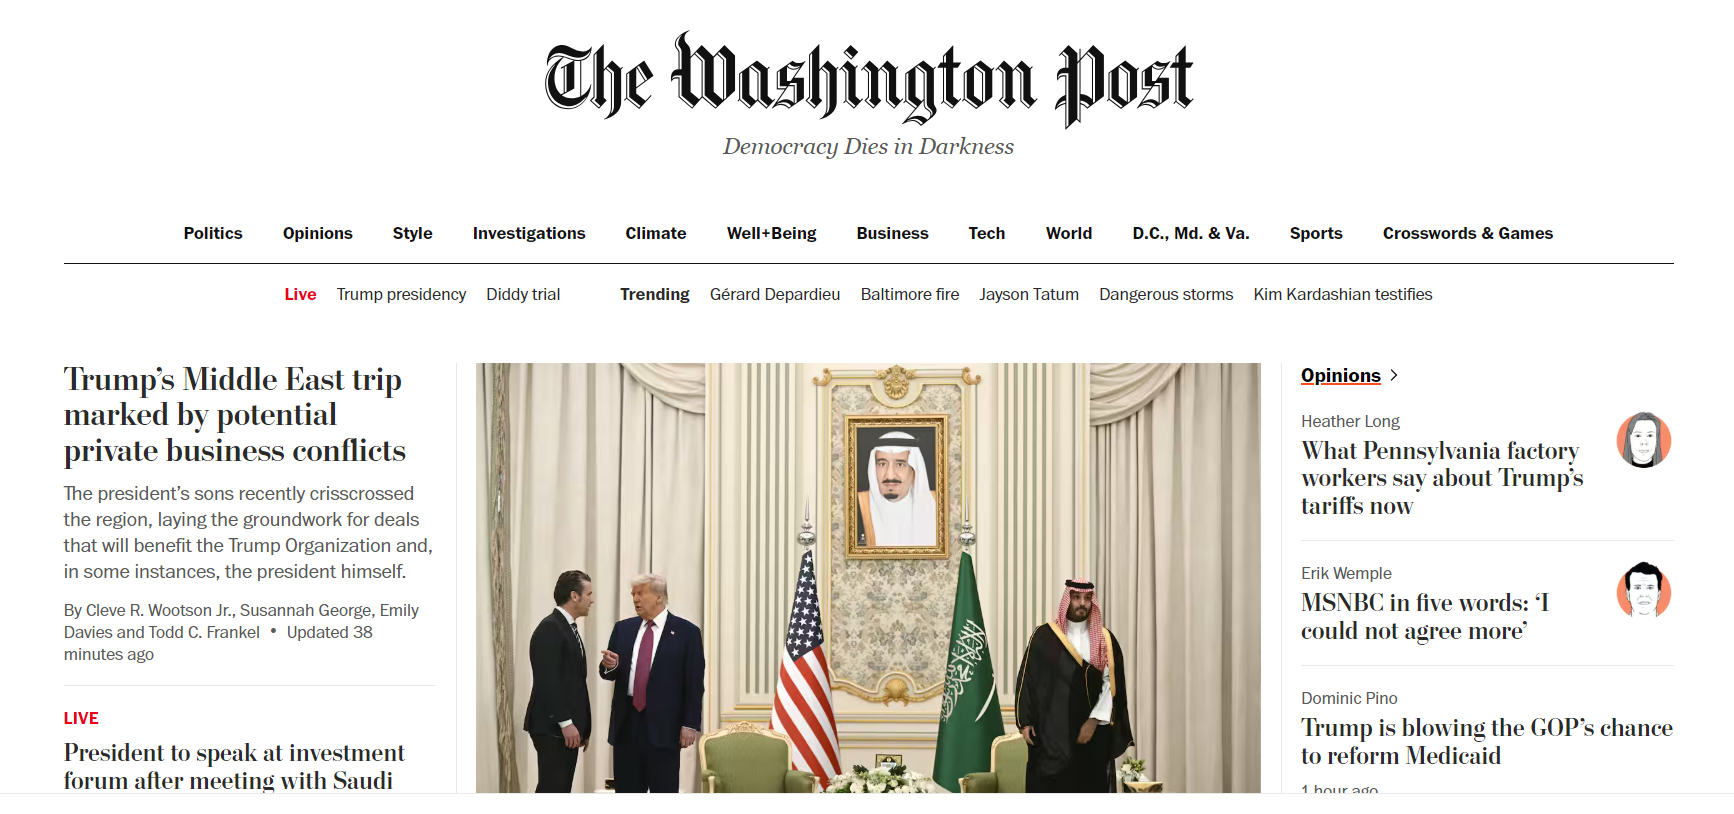 The Washington Post
Democracy Dies in Darkness
Politics Opinions Style Investigations Climate Well+Being Business Tech World D.C., Md. & Va. Sports Crosswords & Games
Live Trump presidency Diddy trial Trending Gérard Depardieu Baltimore fire Jayson Tatum Dangerous storms Kim Kardashian testifies
Trump’s Middle East trip
marked by potential
private business conflicts
The president’s sons recently crisscrossed
the region, laying the groundwork for deals
that will benefit the Trump Organization and,
in some instances, the president himself.
By Cleve R. Wootson Jr., Susannah George, Emily
Davies and Todd C. Frankel • Updated 38
minutes ago
LIVE
President to speak at investment
forum after meeting with Saudi
Opinions >
Heather Long
What Pennsylvania factory
workers say about Trump’s
tariffs now
Erik Wemple
MSNBC in five words: ‘I
could not agree more’
Dominic Pino
Trump is blowing the GOP’s chance
to reform Medicaid
1 hour ago